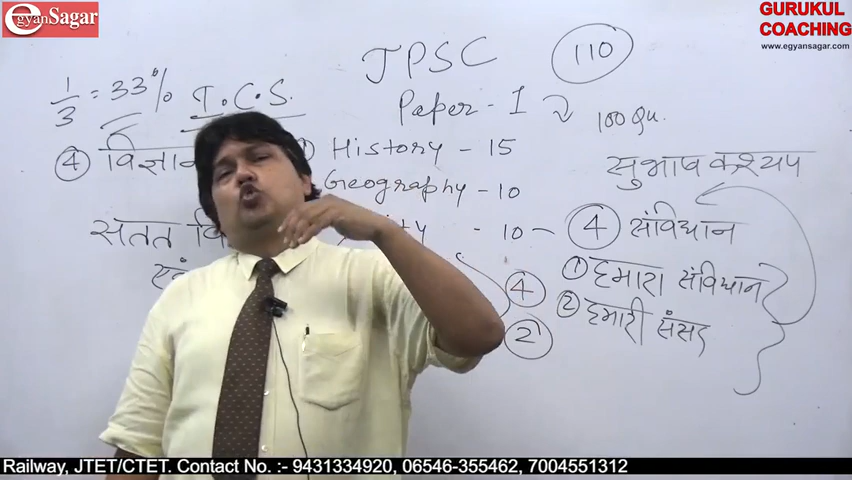 egyanSagar
GURUKUL
COACHING
www.egyansagar.com
JPSC
110
1/3 = 33%
T.C.S.
Paper - 1
100 Qu.
④ विज्ञान
History - 15
Geography - 10
- 10 -
सुभाष कश्यप
④ संविधान
① हमारा संविधान
② हमारी संसद
सतत वि
एवं
④
②
Railway, JTET/CTET. Contact No. :- 9431334920, 06546-355462, 7004551312